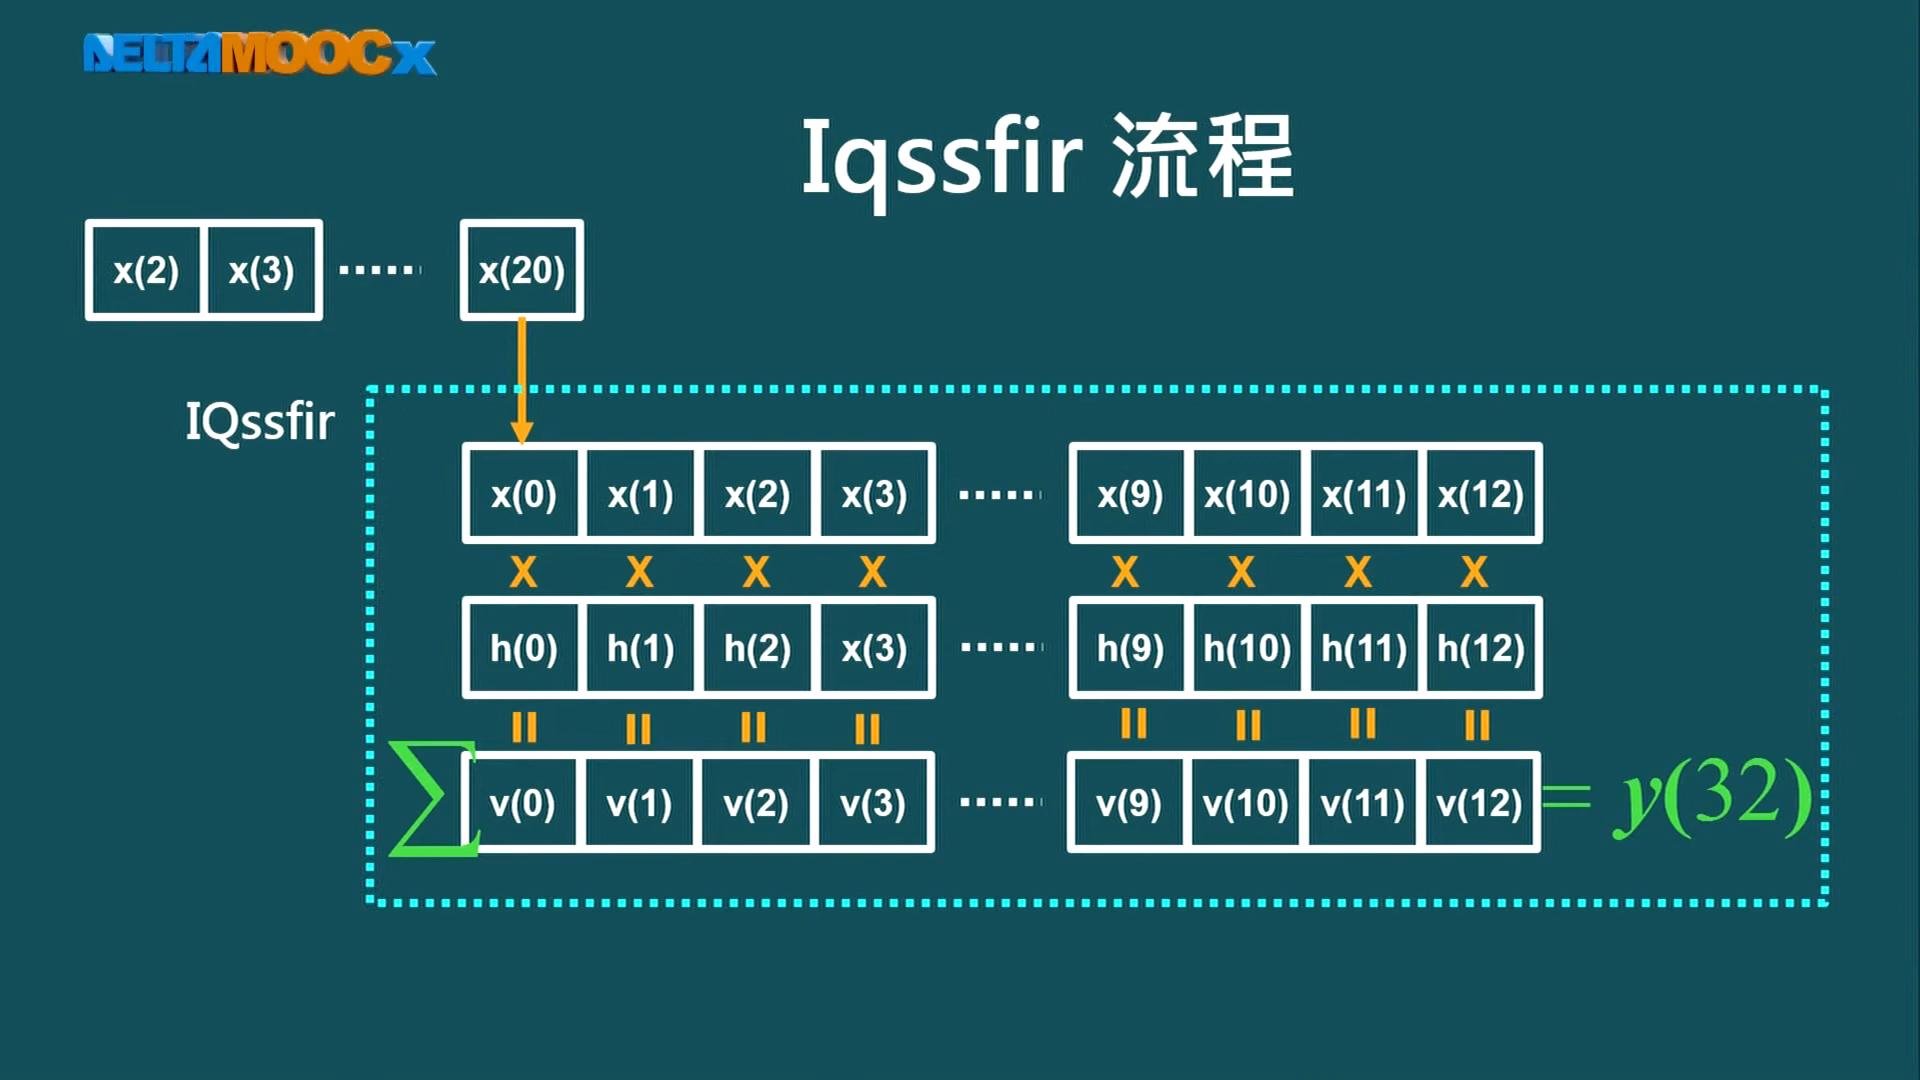 DELTAMOOCx
Iqssfir 流程
x(2) x(3) ...... x(20)
IQssfir
x(0) x(1) x(2) x(3) ...... x(9) x(10) x(11) x(12)
X X X X X X X X
h(0) h(1) h(2) x(3) ...... h(9) h(10) h(11) h(12)
= = = = = = = =
∑ v(0) v(1) v(2) v(3) ...... v(9) v(10) v(11) v(12) = y(32)